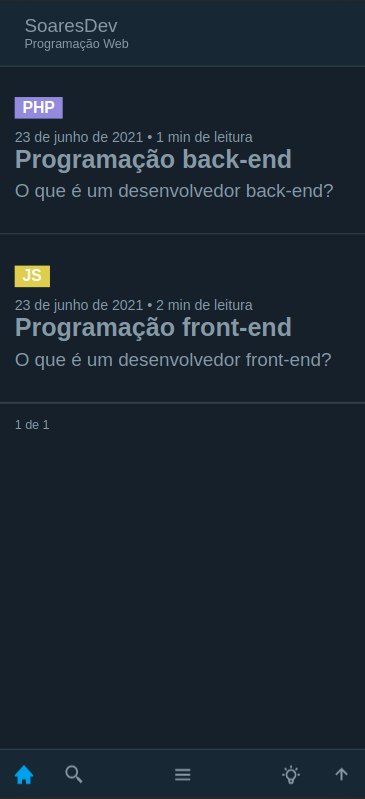 SoaresDev
Programação Web
PHP
23 de junho de 2021 • 1 min de leitura
Programação back-end
O que é um desenvolvedor back-end?
JS
23 de junho de 2021 • 2 min de leitura
Programação front-end
O que é um desenvolvedor front-end?
1 de 1